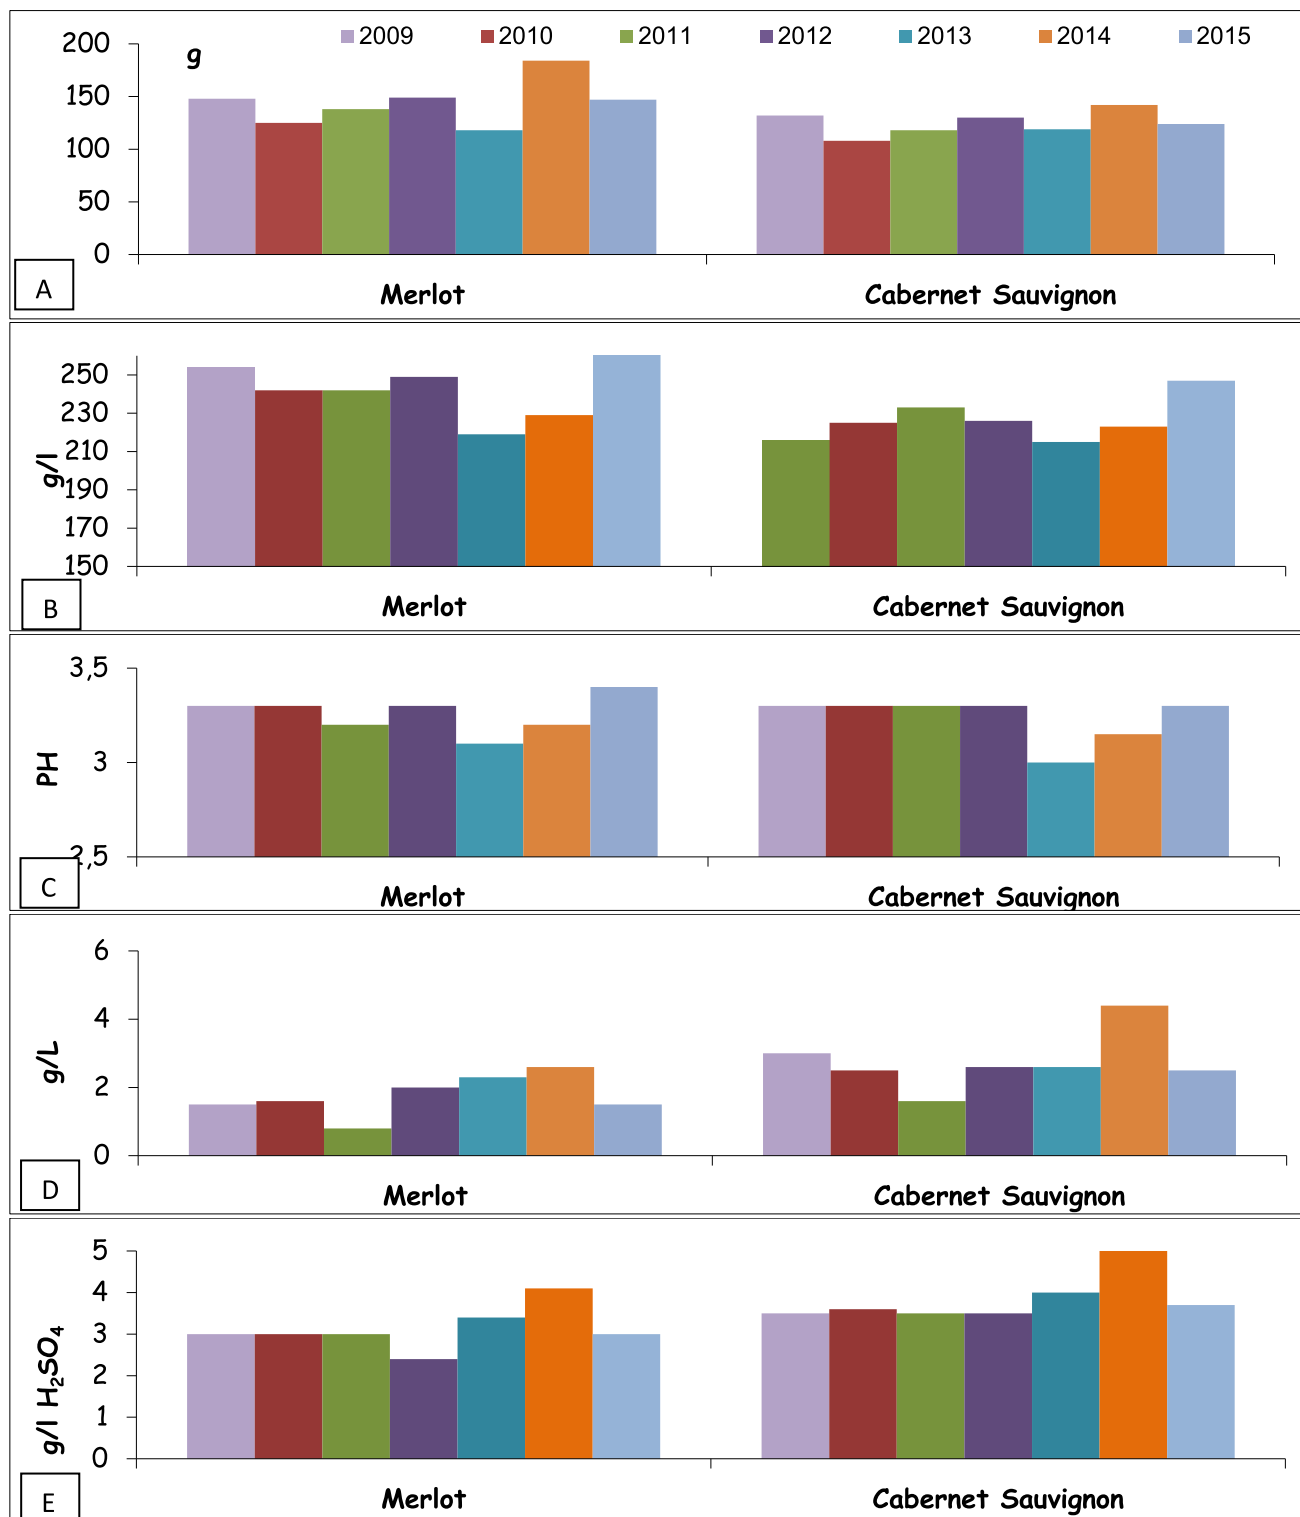 2009 2010 2011 2012 2013 2014 2015
g
200
150
100
50
0
A
Merlot Cabernet Sauvignon
g/l
250
230
210
190
170
150
B
Merlot Cabernet Sauvignon
PH
3,5
3
2,5
C
Merlot Cabernet Sauvignon
g/L
6
4
2
0
D
Merlot Cabernet Sauvignon
g/l H₂SO₄
5
4
3
2
1
0
E
Merlot Cabernet Sauvignon